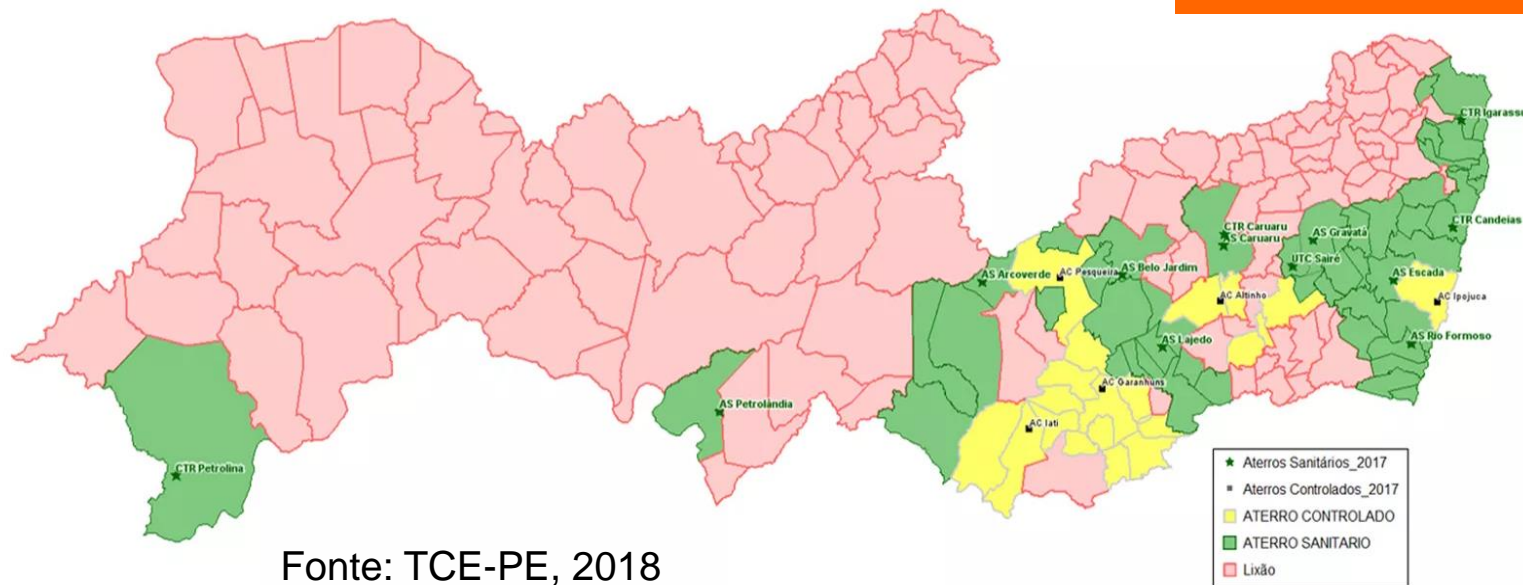 CTR Igarassu
CTR Candeias
CTR Caruaru
AS Caruaru
AS Gravatá
UTC Sairé
AS Escada
AC Ipojuca
AS Arcoverde
AC Pesqueira
AS Belo Jardim
AC Altinho
AS Rio Formoso
AS Lajedo
AC Garanhuns
AS Petrolândia
AC Iati
CTR Petrolina
Aterros Sanitários_2017
Aterros Controlados_2017
ATERRO CONTROLADO
ATERRO SANITARIO
Lixão
Fonte: TCE-PE, 2018